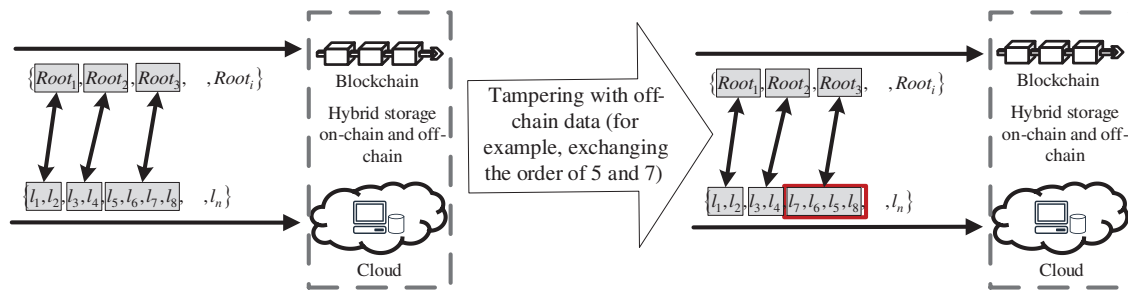 {Root₁,Root₂,Root₃, ,Rootᵢ}
Blockchain
Hybrid storage
on-chain and off-
chain
{l₁,l₂,l₃,l₄,l₅,l₆,l₇,l₈, ,lₙ}
Cloud
Tampering with off-
chain data (for
example, exchanging
the order of 5 and 7)
{Root₁,Root₂,Root₃, ,Rootᵢ}
Blockchain
Hybrid storage
on-chain and off-
chain
{l₁,l₂,l₃,l₄,l₇,l₆,l₅,l₈, ,lₙ}
Cloud